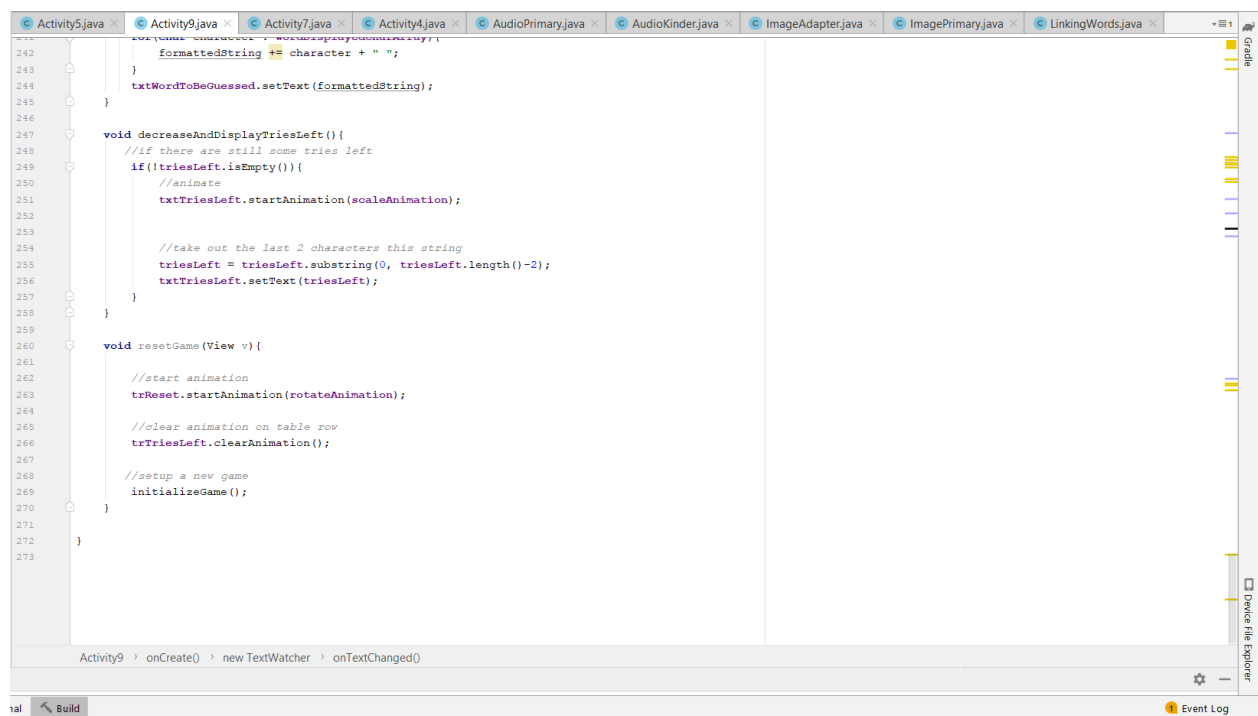 Activity5.java Activity9.java Activity7.java Activity4.java AudioPrimary.java AudioKinder.java ImageAdapter.java ImagePrimary.java LinkingWords.java 1
242 formattedString += character + " ";
243 }
244 txtWordToBeGuessed.setText(formattedString);
245 }
246
247 void decreaseAndDisplayTriesLeft(){
248 //if there are still some tries left
249 if(!triesLeft.isEmpty()){
250 //animate
251 txtTriesLeft.startAnimation(scaleAnimation);
252
253
254 //take out the last 2 characters this string
255 triesLeft = triesLeft.substring(0, triesLeft.length()-2);
256 txtTriesLeft.setText(triesLeft);
257 }
258 }
259
260 void resetGame(View v){
261
262 //start animation
263 trReset.startAnimation(rotateAnimation);
264
265 //clear animation on table row
266 trTriesLeft.clearAnimation();
267
268 //setup a new game
269 initializeGame();
270 }
271
272 }
273
Gradle
Device File Explorer
Activity9 › onCreate() › new TextWatcher › onTextChanged()
nal Build 1 Event Log